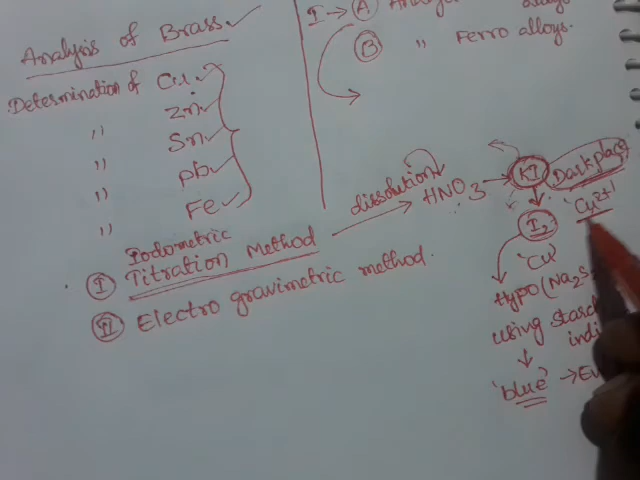 Analysis of Brass
Determination of Cu
" Zn
" Sn
" Pb
" Fe
I → A
B " Ferro alloys.
Iodometric
I Titration Method
dissolution
HNO3
KI
Dark place
I2
'Cu2+'
'Cu'
Hypo (Na2S
using
indi
'blue' →
II Electro gravimetric method.